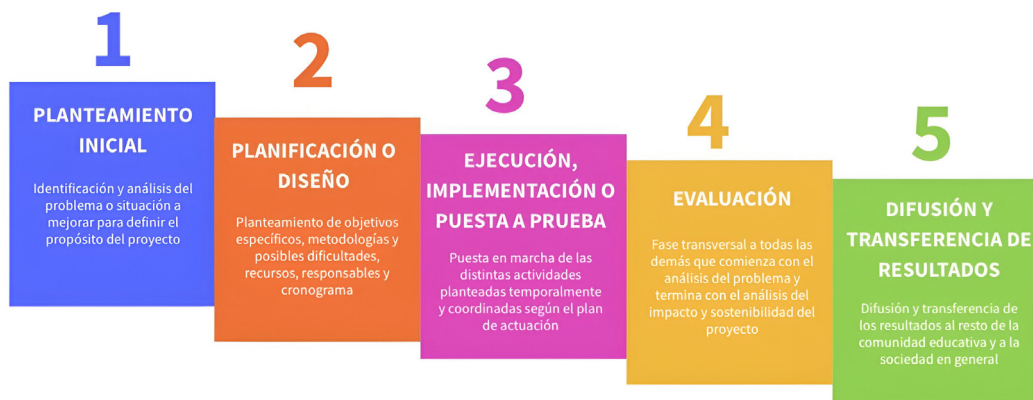 1
PLANTEAMIENTO
INICIAL
Identificación y análisis del
problema o situación a
mejorar para definir el
propósito del proyecto
2
PLANIFICACIÓN O
DISEÑO
Planteamiento de objetivos
específicos, metodologías y
posibles dificultades,
recursos, responsables y
cronograma
3
EJECUCIÓN,
IMPLEMENTACIÓN O
PUESTA A PRUEBA
Puesta en marcha de las
distintas actividades
planteadas temporalmente
y coordinadas según el plan
de actuación
4
EVALUACIÓN
Fase transversal a todas las
demás que comienza con el
análisis del problema y
termina con el análisis del
impacto y sostenibilidad del
proyecto
5
DIFUSIÓN Y
TRANSFERENCIA DE
RESULTADOS
Difusión y transferencia de
los resultados al resto de la
comunidad educativa y a la
sociedad en general